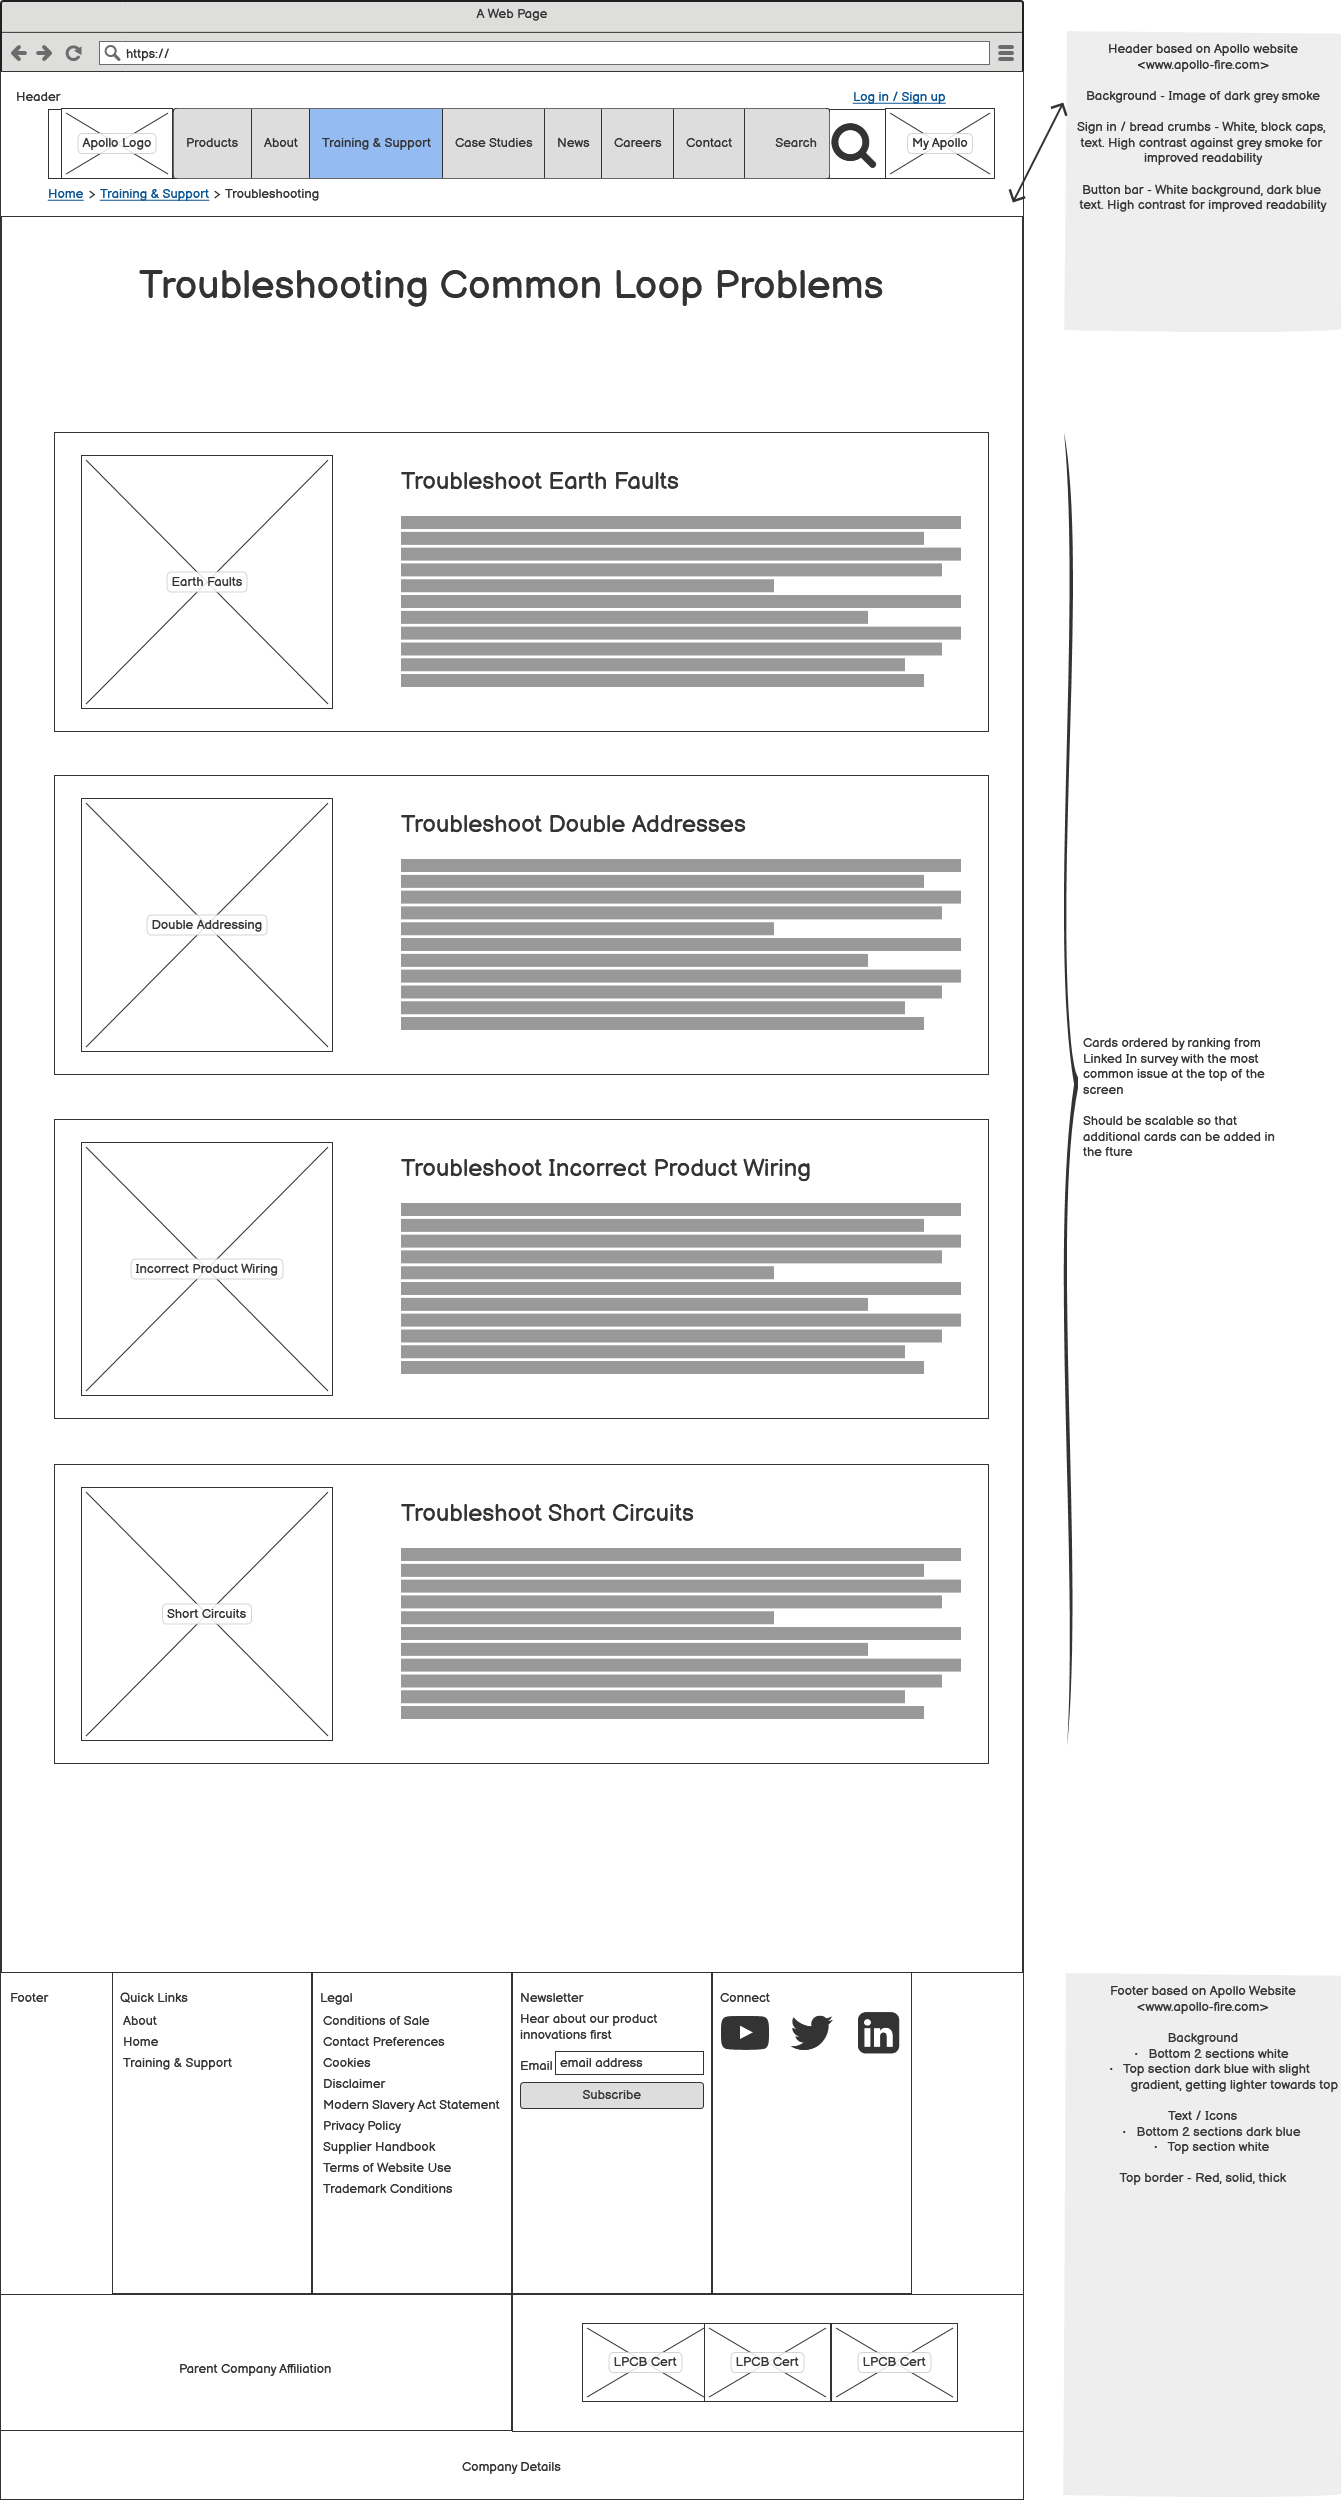 A Web Page
https://
Header
Log in / Sign up
Apollo Logo
Products
About
Training & Support
Case Studies
News
Careers
Contact
Search
My Apollo
Home > Training & Support > Troubleshooting
Header based on Apollo website
<www.apollo-fire.com>
Background - Image of dark grey smoke
Sign in / bread crumbs - White, block caps,
text. High contrast against grey smoke for
improved readability
Button bar - White background, dark blue
text. High contrast for improved readability
Troubleshooting Common Loop Problems
Earth Faults
Troubleshoot Earth Faults
Double Addressing
Troubleshoot Double Addresses
Cards ordered by ranking from
Linked In survey with the most
common issue at the top of the
screen
Should be scalable so that
additional cards can be added in
the fture
Incorrect Product Wiring
Troubleshoot Incorrect Product Wiring
Short Circuits
Troubleshoot Short Circuits
Footer
Quick Links
About
Home
Training & Support
Legal
Conditions of Sale
Contact Preferences
Cookies
Disclaimer
Modern Slavery Act Statement
Privacy Policy
Supplier Handbook
Terms of Website Use
Trademark Conditions
Newsletter
Hear about our product
innovations first
Email
email address
Subscribe
Connect
in
Footer based on Apollo Website
<www.apollo-fire.com>
Background
• Bottom 2 sections white
• Top section dark blue with slight
gradient, getting lighter towards top
Text / Icons
• Bottom 2 sections dark blue
• Top section white
Top border - Red, solid, thick
Parent Company Affiliation
LPCB Cert
LPCB Cert
LPCB Cert
Company Details